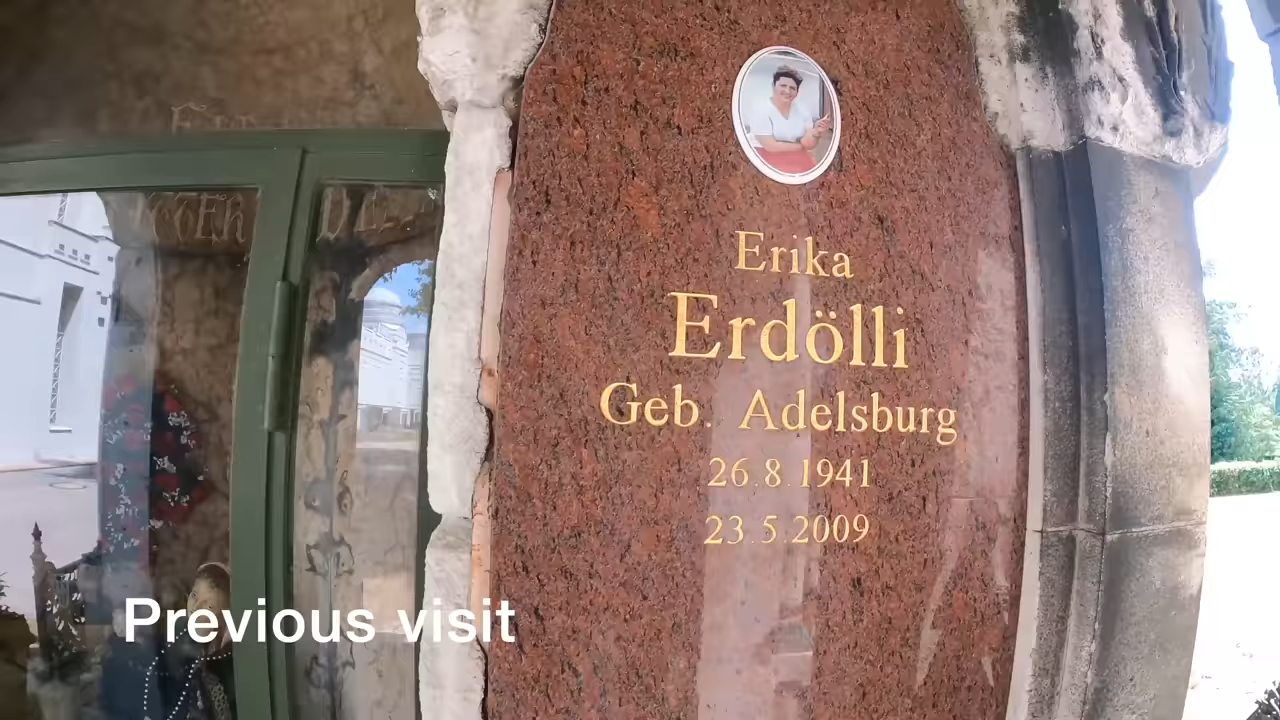 Erika
Erdölli
Geb. Adelsburg
26.8.1941
23.5.2009
Previous visit